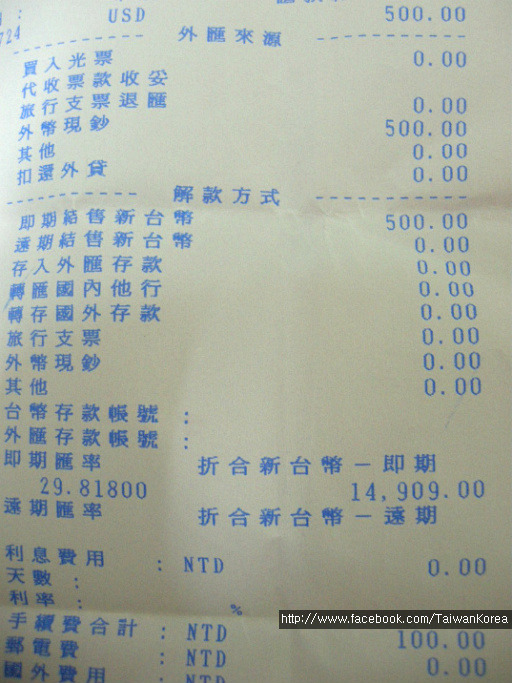 : USD 500.00
724
---------- 外匯來源 ----------
買入光票 0.00
代收票款收妥
旅行支票退匯 0.00
外幣現鈔 500.00
其他 0.00
扣還外貸 0.00
---------- 解款方式 ----------
即期結售新台幣 500.00
遠期結售新台幣 0.00
存入外匯存款 0.00
轉匯國內他行 0.00
轉存國外存款 0.00
旅行支票 0.00
外幣現鈔 0.00
其他 0.00
台幣存款帳號 :
外匯存款帳號 :
即期匯率 折合新台幣－即期
29.81800 14,909.00
遠期匯率 折合新台幣－遠期
利息費用 : NTD 0.00
天數 :
利率 : %
http://www.facebook.com/TaiwanKorea
手續費合計 : NTD 100.00
郵電費 : NTD 0.00
國外費用 : NTD